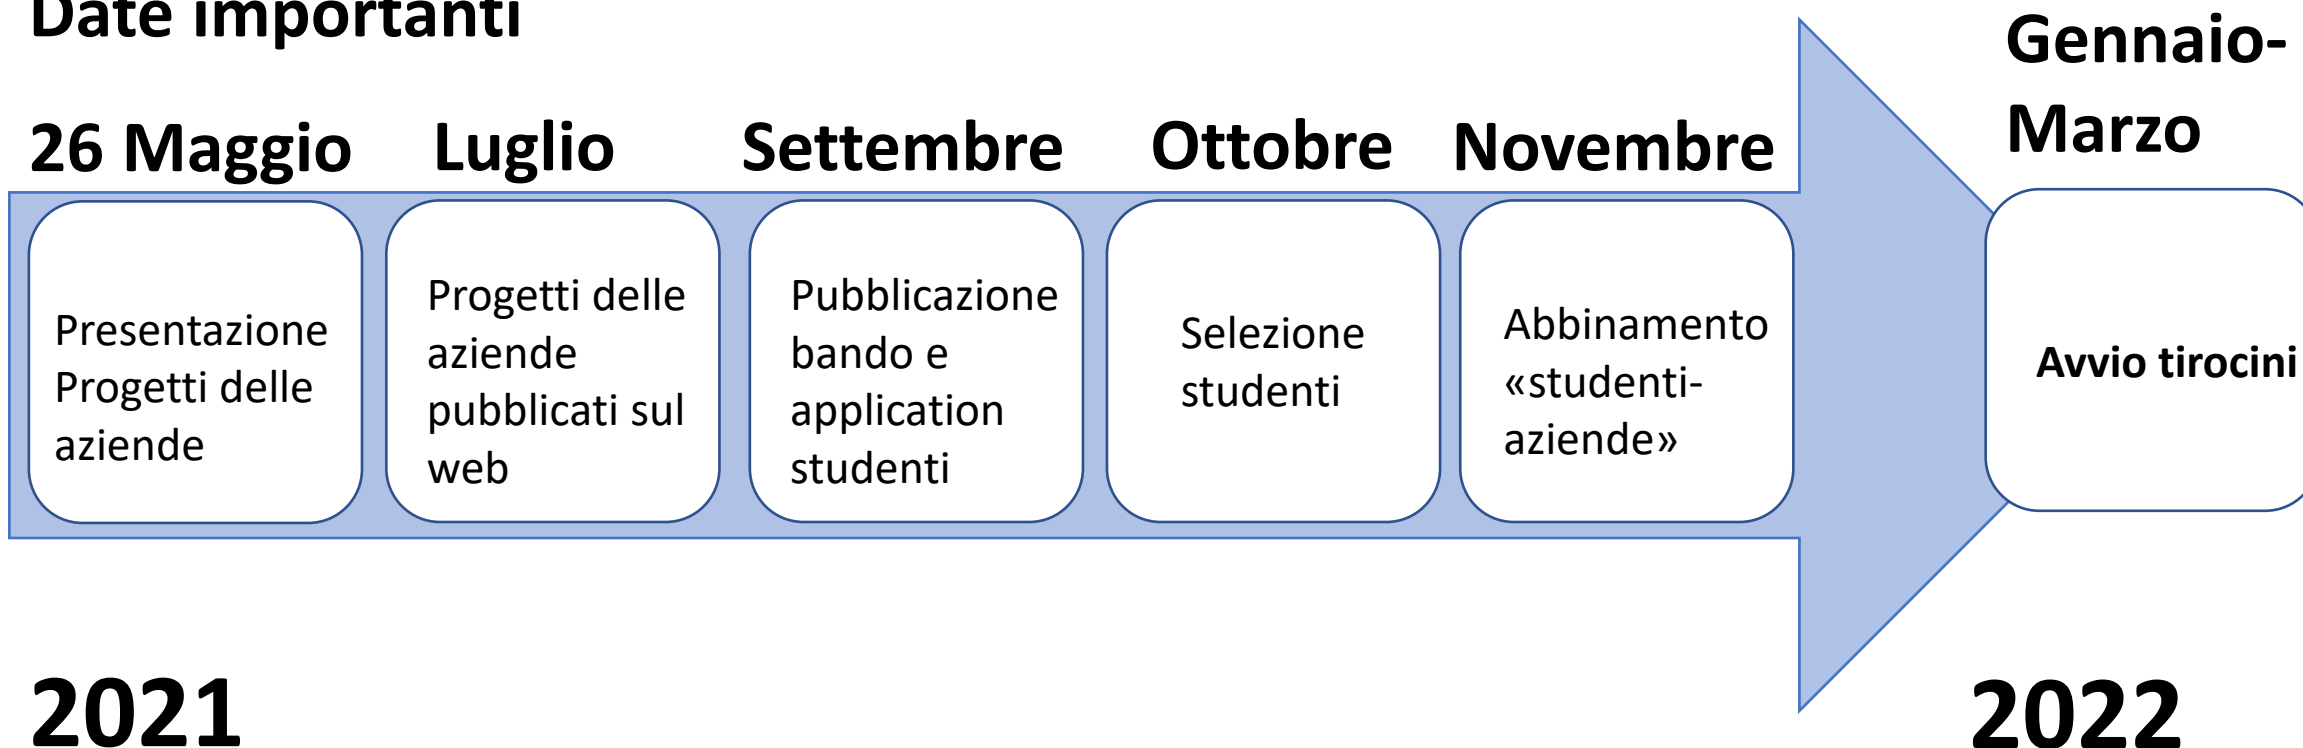 Date importanti
26 Maggio
Luglio
Settembre
Ottobre
Novembre
Gennaio-
Marzo
Presentazione
Progetti delle
aziende
Progetti delle
aziende
pubblicati sul
web
Pubblicazione
bando e
application
studenti
Selezione
studenti
Abbinamento
«studenti-
aziende»
Avvio tirocini
2021
2022